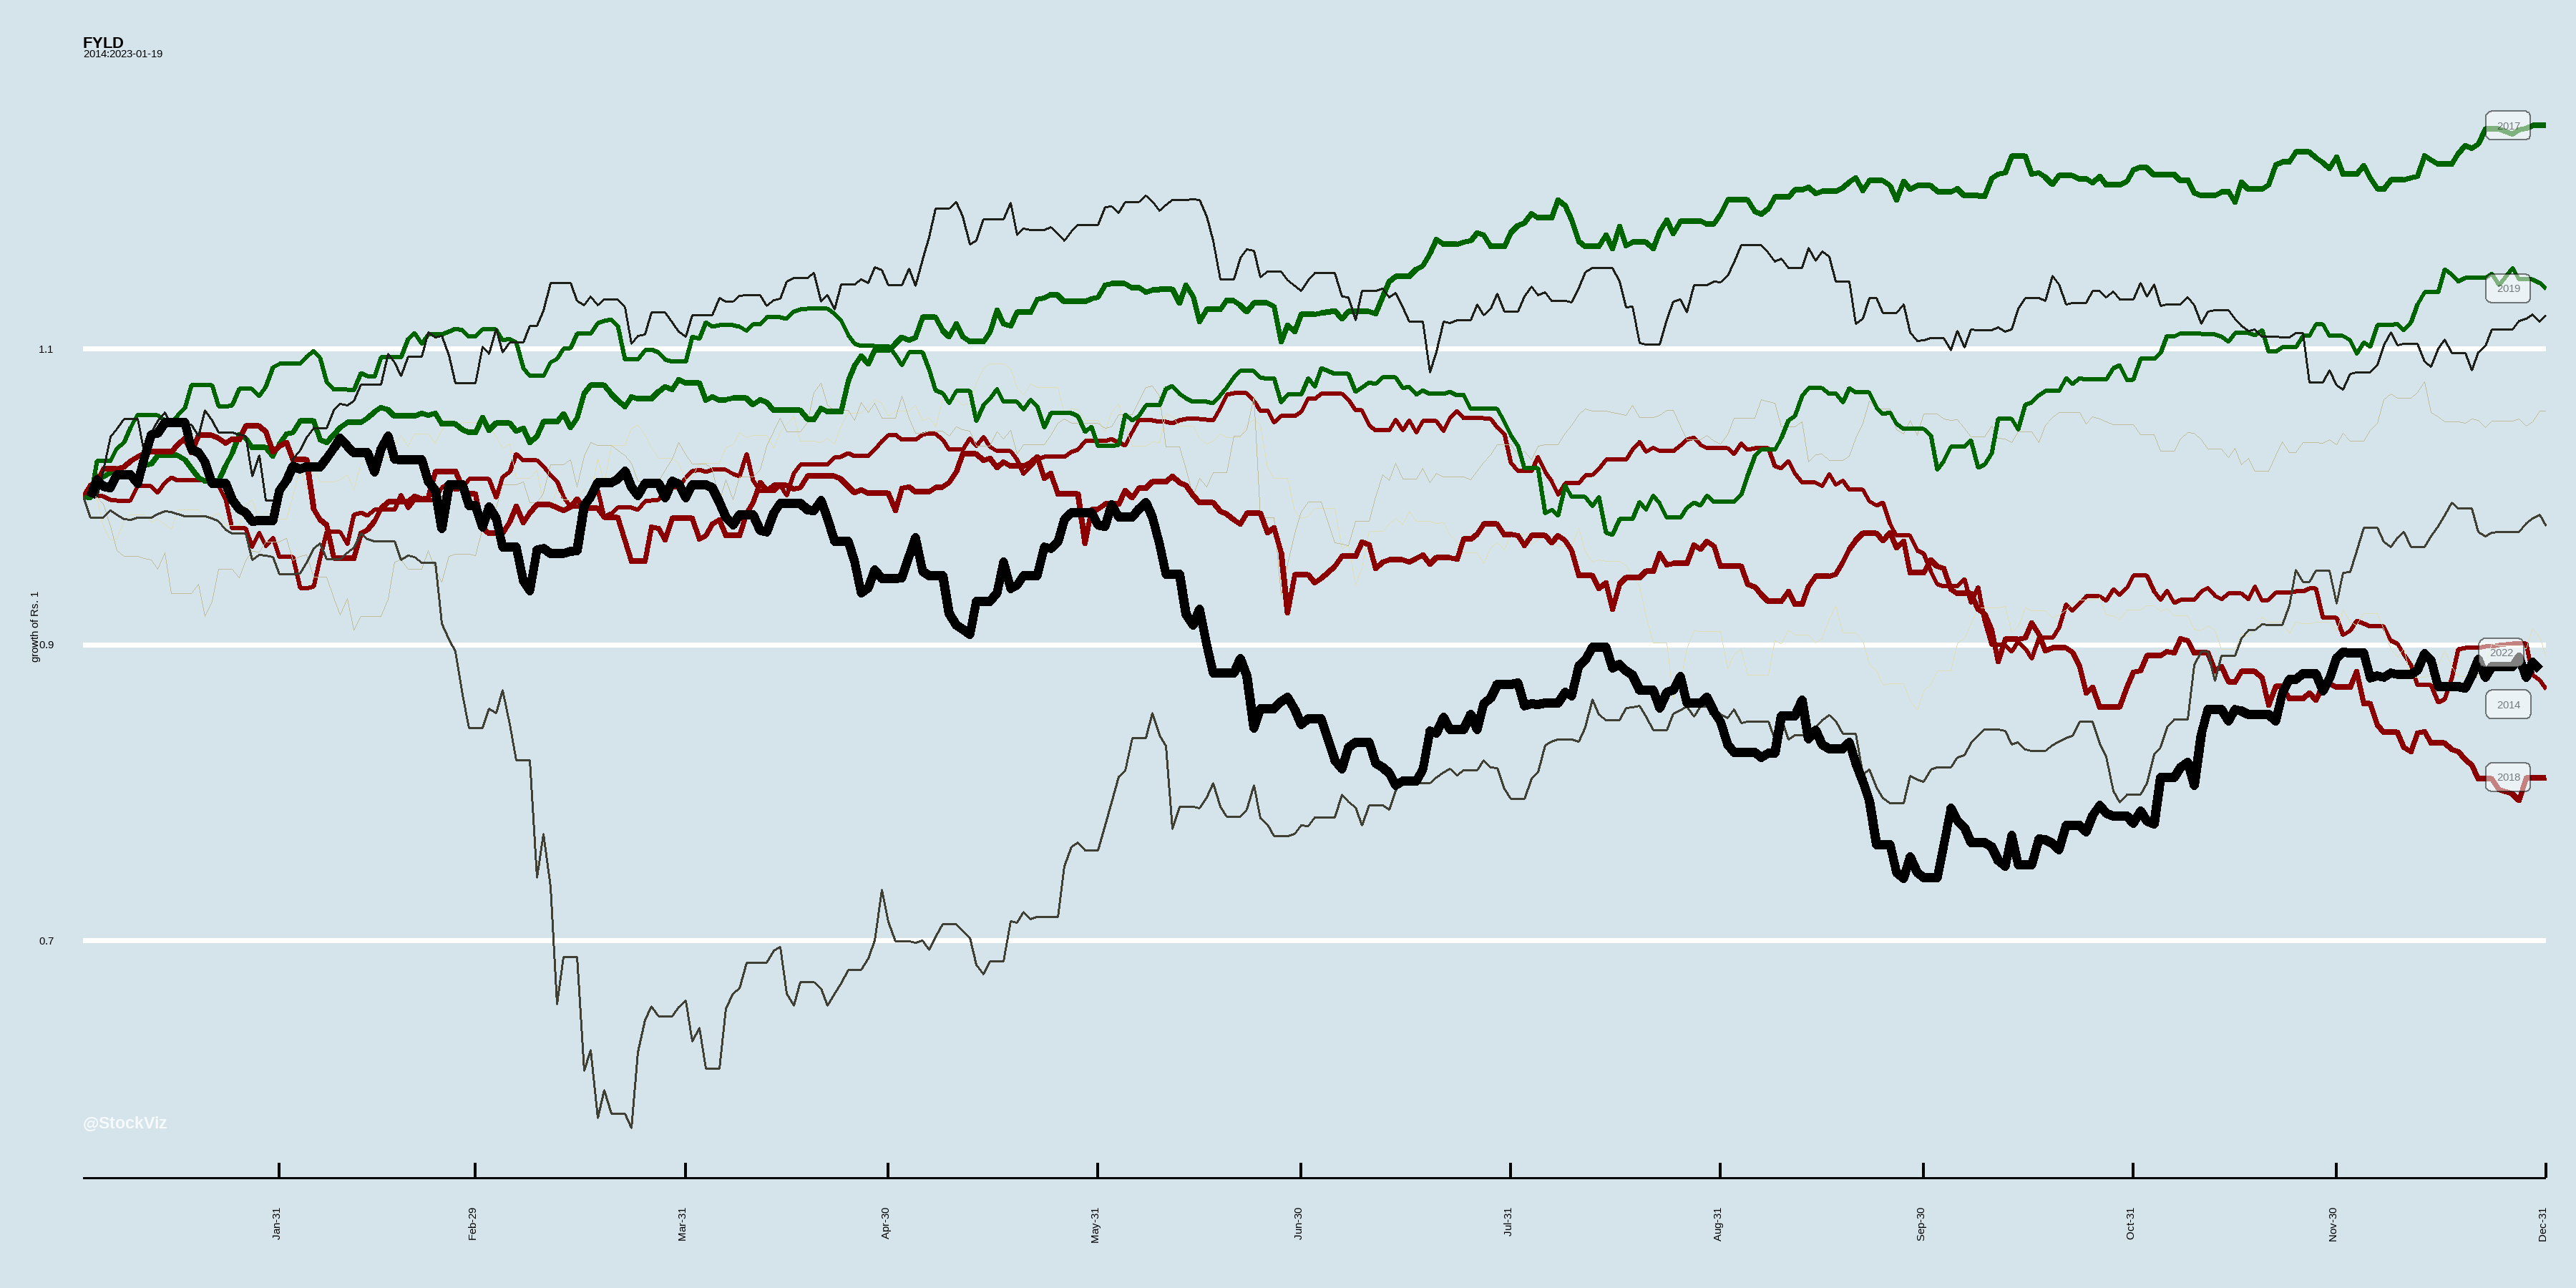 FYLD
2014:2023-01-19
2017
2019
1.1
growth of Rs. 1
0.9
2022
2014
2018
0.7
@StockViz
Jan-31
Feb-29
Mar-31
Apr-30
May-31
Jun-30
Jul-31
Aug-31
Sep-30
Oct-31
Nov-30
Dec-31